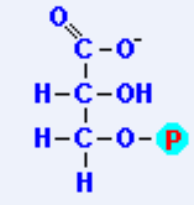 O
C – O⁻
H – C – OH
H – C – O – P
H